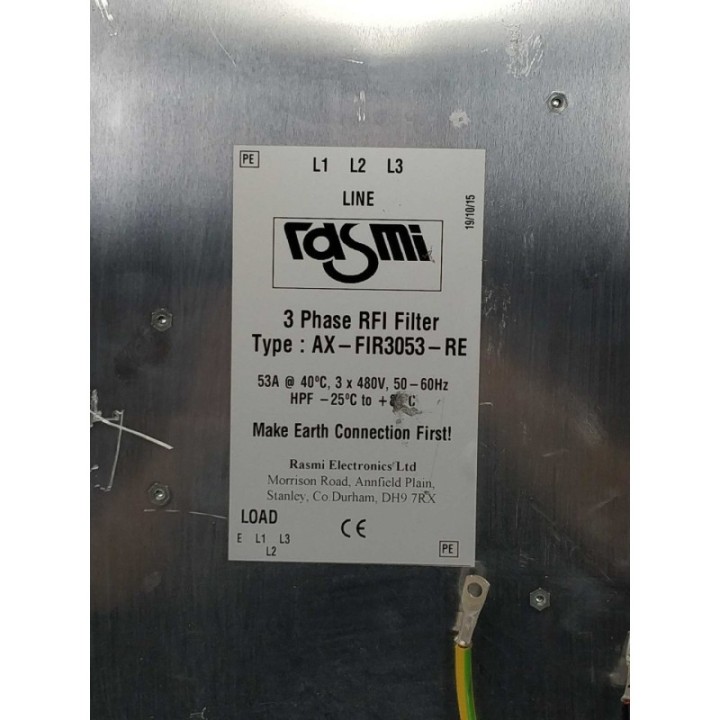 PE
L1 L2 L3
LINE
19/10/15
rasmi
3 Phase RFI Filter
Type : AX-FIR3053-RE
53A @ 40°C, 3 x 480V, 50-60Hz
HPF -25°C to +
Make Earth Connection First!
Rasmi Electronics Ltd
Morrison Road, Annfield Plain,
Stanley, Co Durham, DH9 7RX
LOAD
CE
E L1 L3
L2
PE